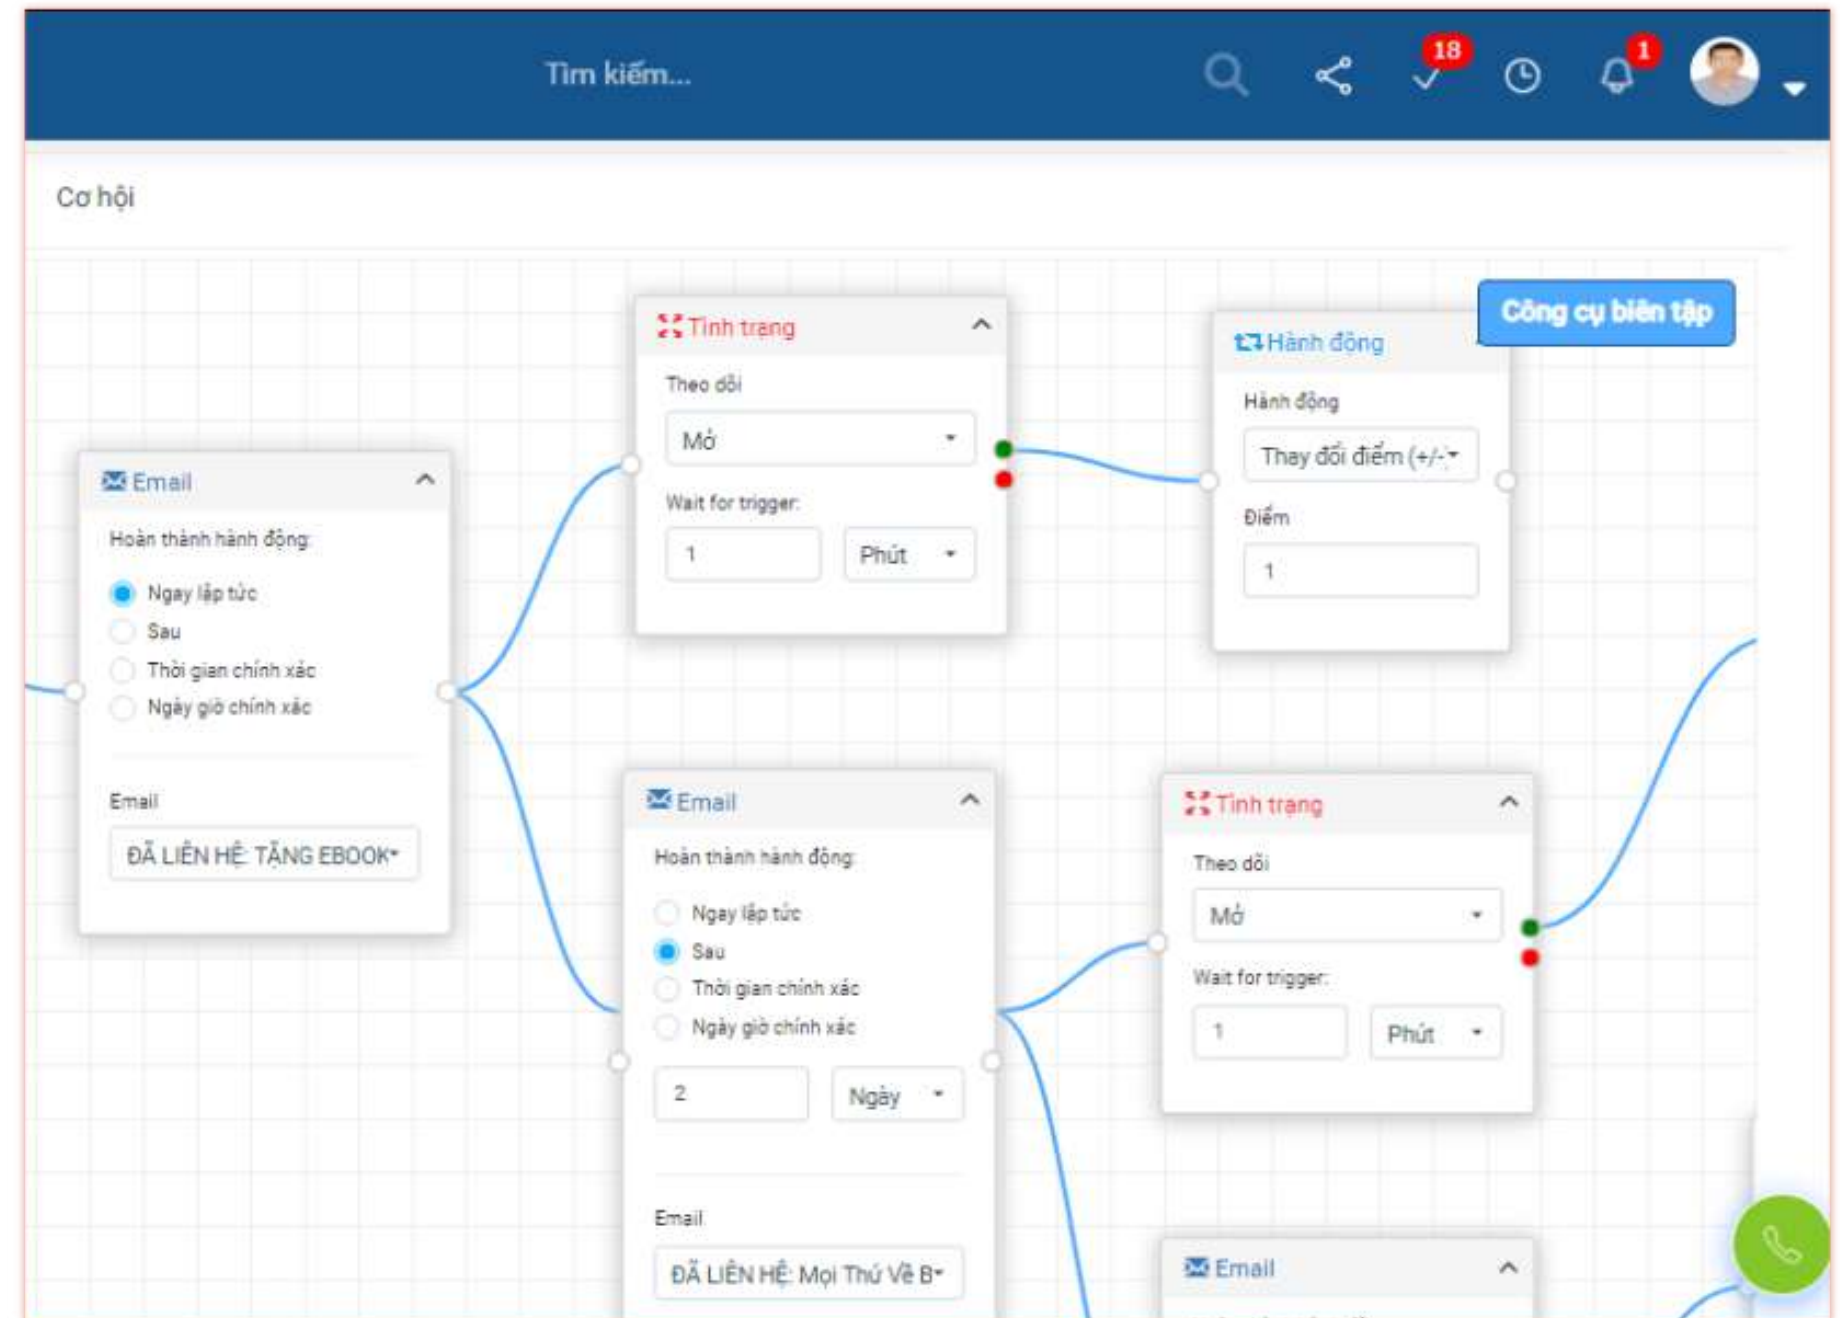 Tìm kiếm...
18
1
Cơ hội
Công cụ biên tập
Tình trạng
Theo dõi
Mở
Wait for trigger:
1
Phút
Hành động
Hành động
Thay đổi điểm (+/-
Điểm
1
Email
Hoàn thành hành động:
Ngay lập tức
Sau
Thời gian chính xác
Ngày giờ chính xác
Email
ĐÃ LIÊN HỆ: TẶNG EBOOK
Email
Hoàn thành hành động:
Ngay lập tức
Sau
Thời gian chính xác
Ngày giờ chính xác
2
Ngày
Email
ĐÃ LIÊN HỆ: Mọi Thứ Về B
Tình trạng
Theo dõi
Mở
Wait for trigger:
1
Phút
Email